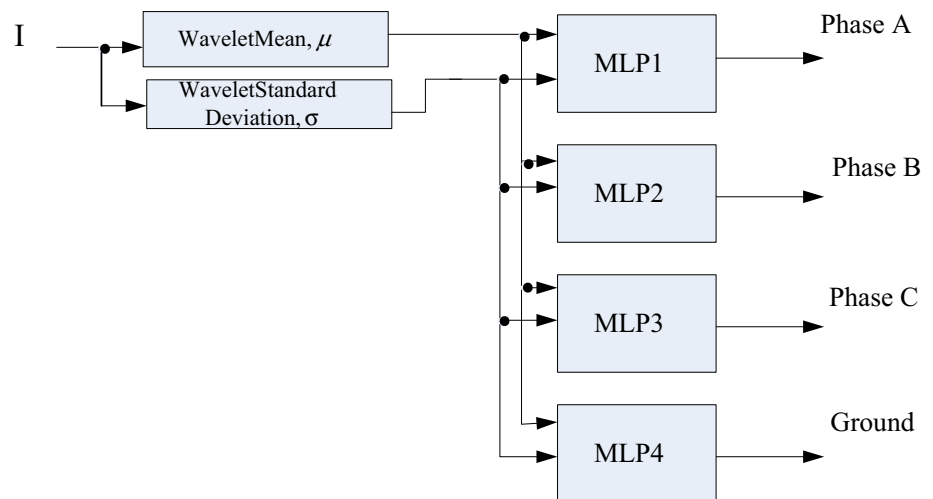 I
WaveletMean, μ
WaveletStandard
Deviation, σ
MLP1
Phase A
MLP2
Phase B
MLP3
Phase C
MLP4
Ground